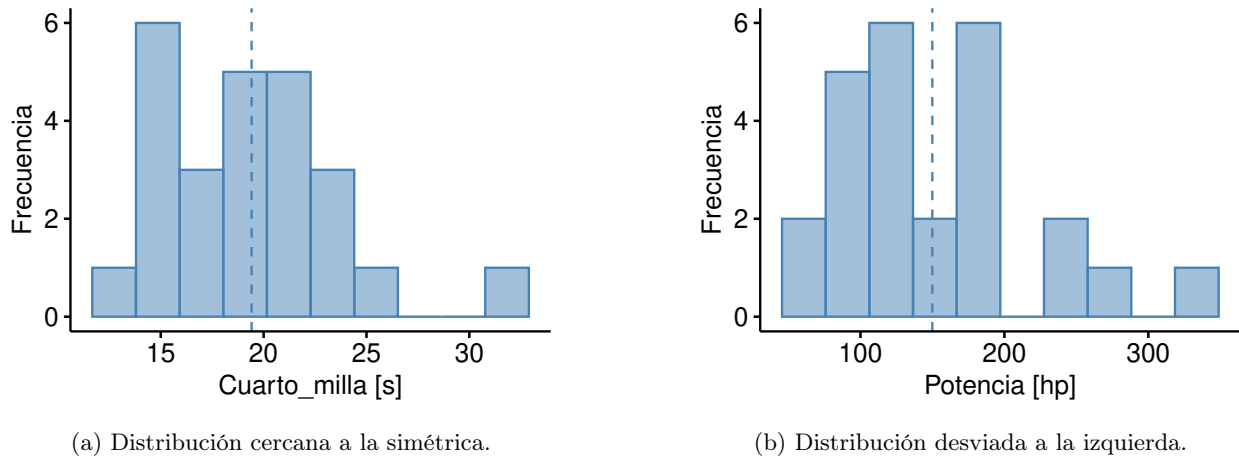 6
4
2
0
Frecuencia
15 20 25 30
Cuarto_milla [s]
(a) Distribución cercana a la simétrica.
6
4
2
0
Frecuencia
100 200 300
Potencia [hp]
(b) Distribución desviada a la izquierda.